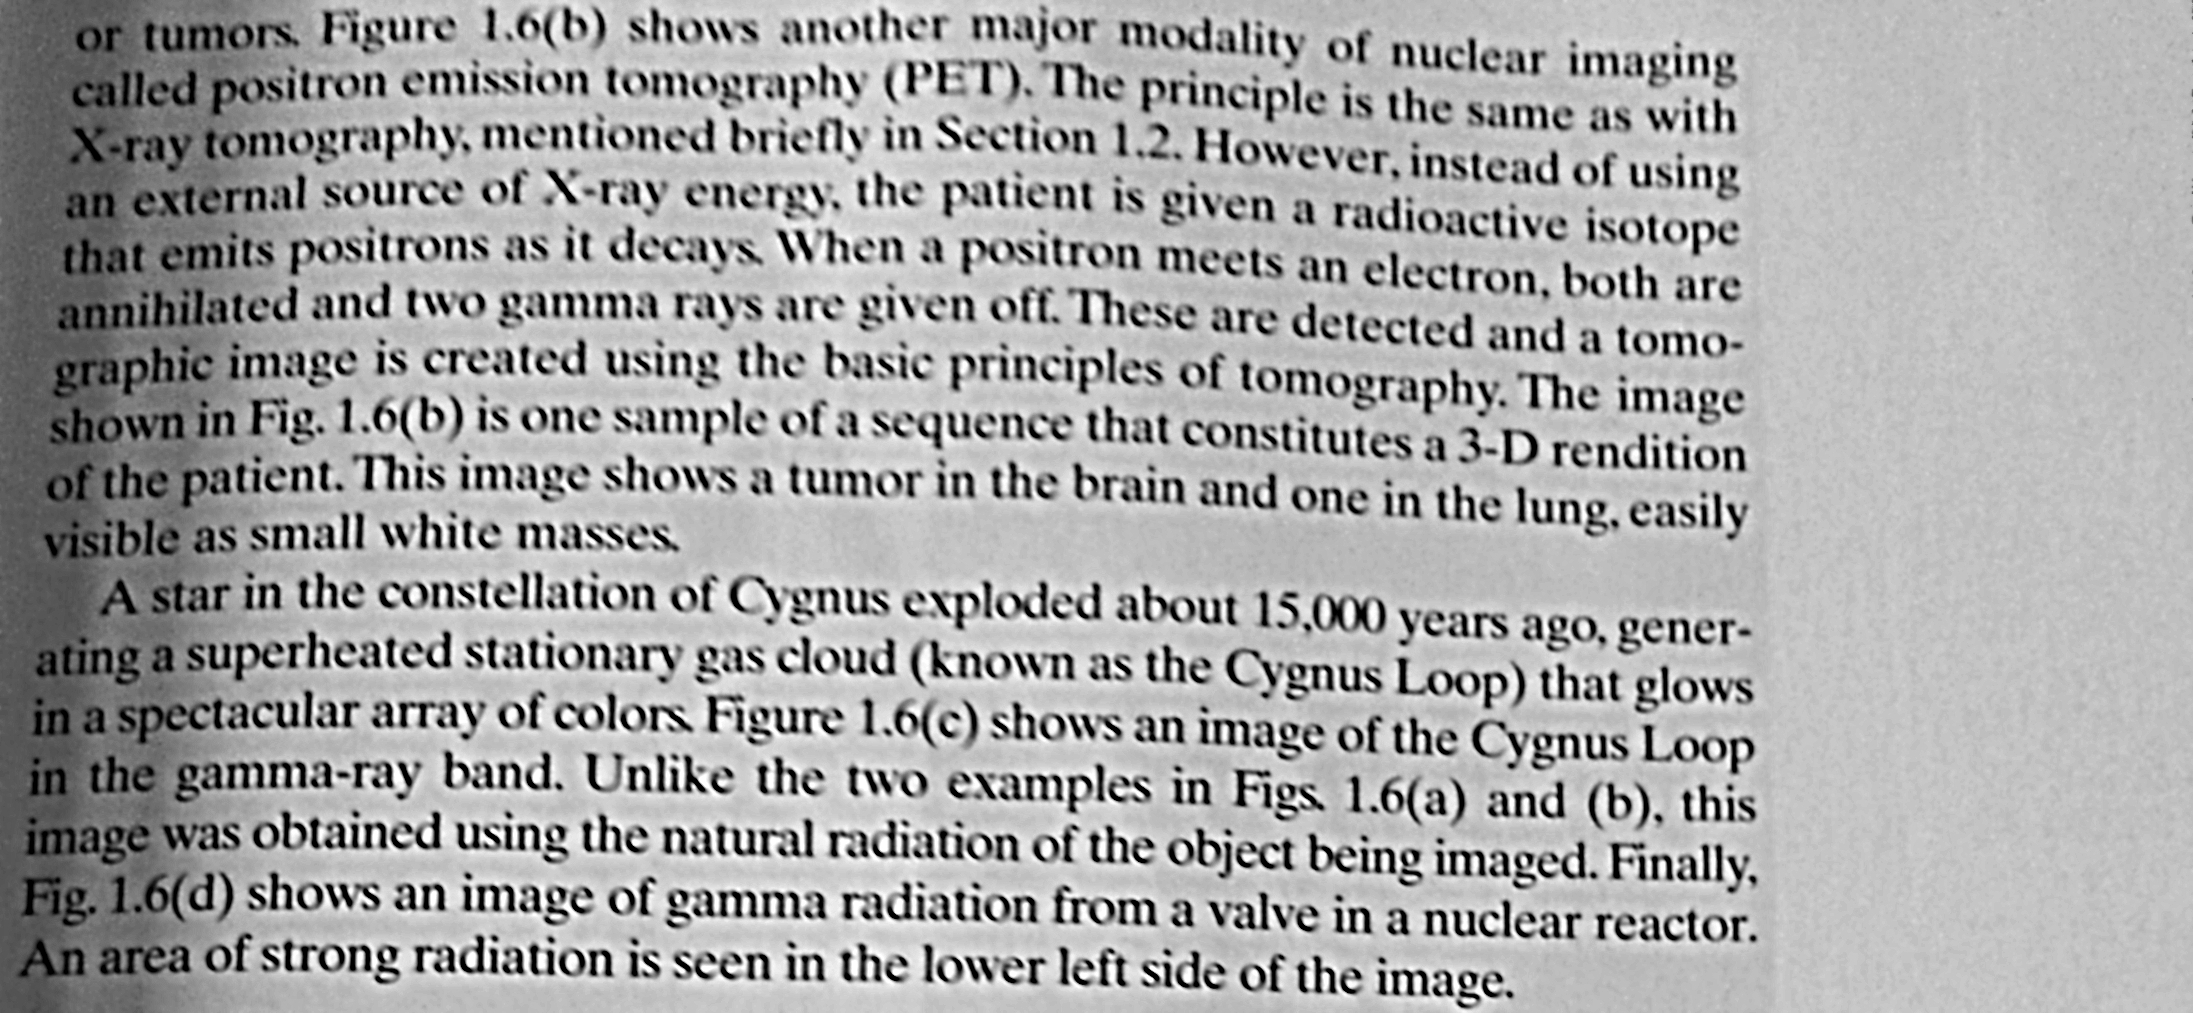 or tumors. Figure 1.6(b) shows another major modality of nuclear imaging
called positron emission tomography (PET). The principle is the same as with
X-ray tomography, mentioned briefly in Section 1.2. However, instead of using
an external source of X-ray energy, the patient is given a radioactive isotope
that emits positrons as it decays. When a positron meets an electron, both are
annihilated and two gamma rays are given off. These are detected and a tomo-
graphic image is created using the basic principles of tomography. The image
shown in Fig. 1.6(b) is one sample of a sequence that constitutes a 3-D rendition
of the patient. This image shows a tumor in the brain and one in the lung, easily
visible as small white masses.
A star in the constellation of Cygnus exploded about 15,000 years ago, gener-
ating a superheated stationary gas cloud (known as the Cygnus Loop) that glows
in a spectacular array of colors. Figure 1.6(c) shows an image of the Cygnus Loop
in the gamma-ray band. Unlike the two examples in Figs. 1.6(a) and (b), this
image was obtained using the natural radiation of the object being imaged. Finally,
Fig. 1.6(d) shows an image of gamma radiation from a valve in a nuclear reactor.
An area of strong radiation is seen in the lower left side of the image.